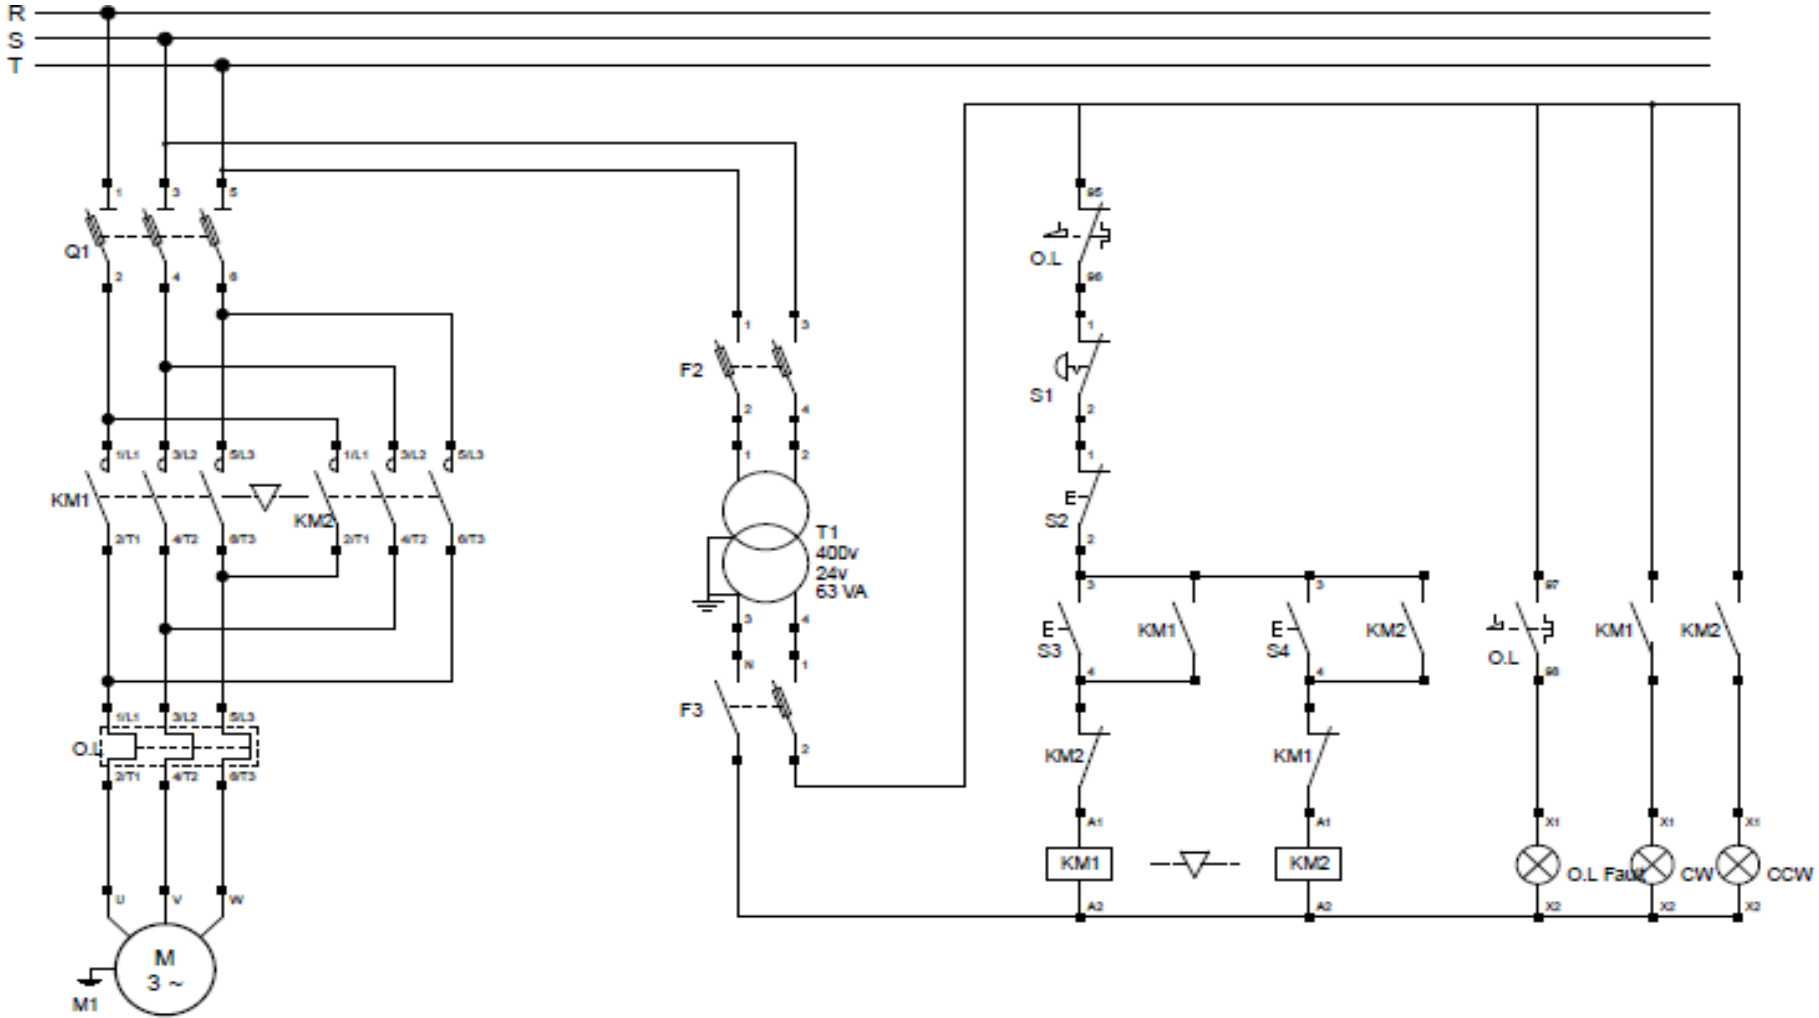 R
S
T
1 3 5
Q1
2 4 6
1/L1 3/L2 5/L3 1/L1 3/L2 5/L3
KM1 KM2
2/T1 4/T2 6/T3 2/T1 4/T2 6/T3
1/L1 3/L2 5/L3
O.L
2/T1 4/T2 6/T3
U V W
M
3 ~
M1
1 3
F2
2 4
1 2
T1
400v
24v
63 VA
3 4
N 1
F3
2
95
O.L
96
1
S1
2
1
E
S2
2
3 3 97
E KM1 E KM2 KM1 KM2
S3 S4 O.L
4 4 98
KM2 KM1
A1 A1 X1 X1 X1
KM1 KM2
O.L Fault CW CCW
A2 A2 X2 X2 X2